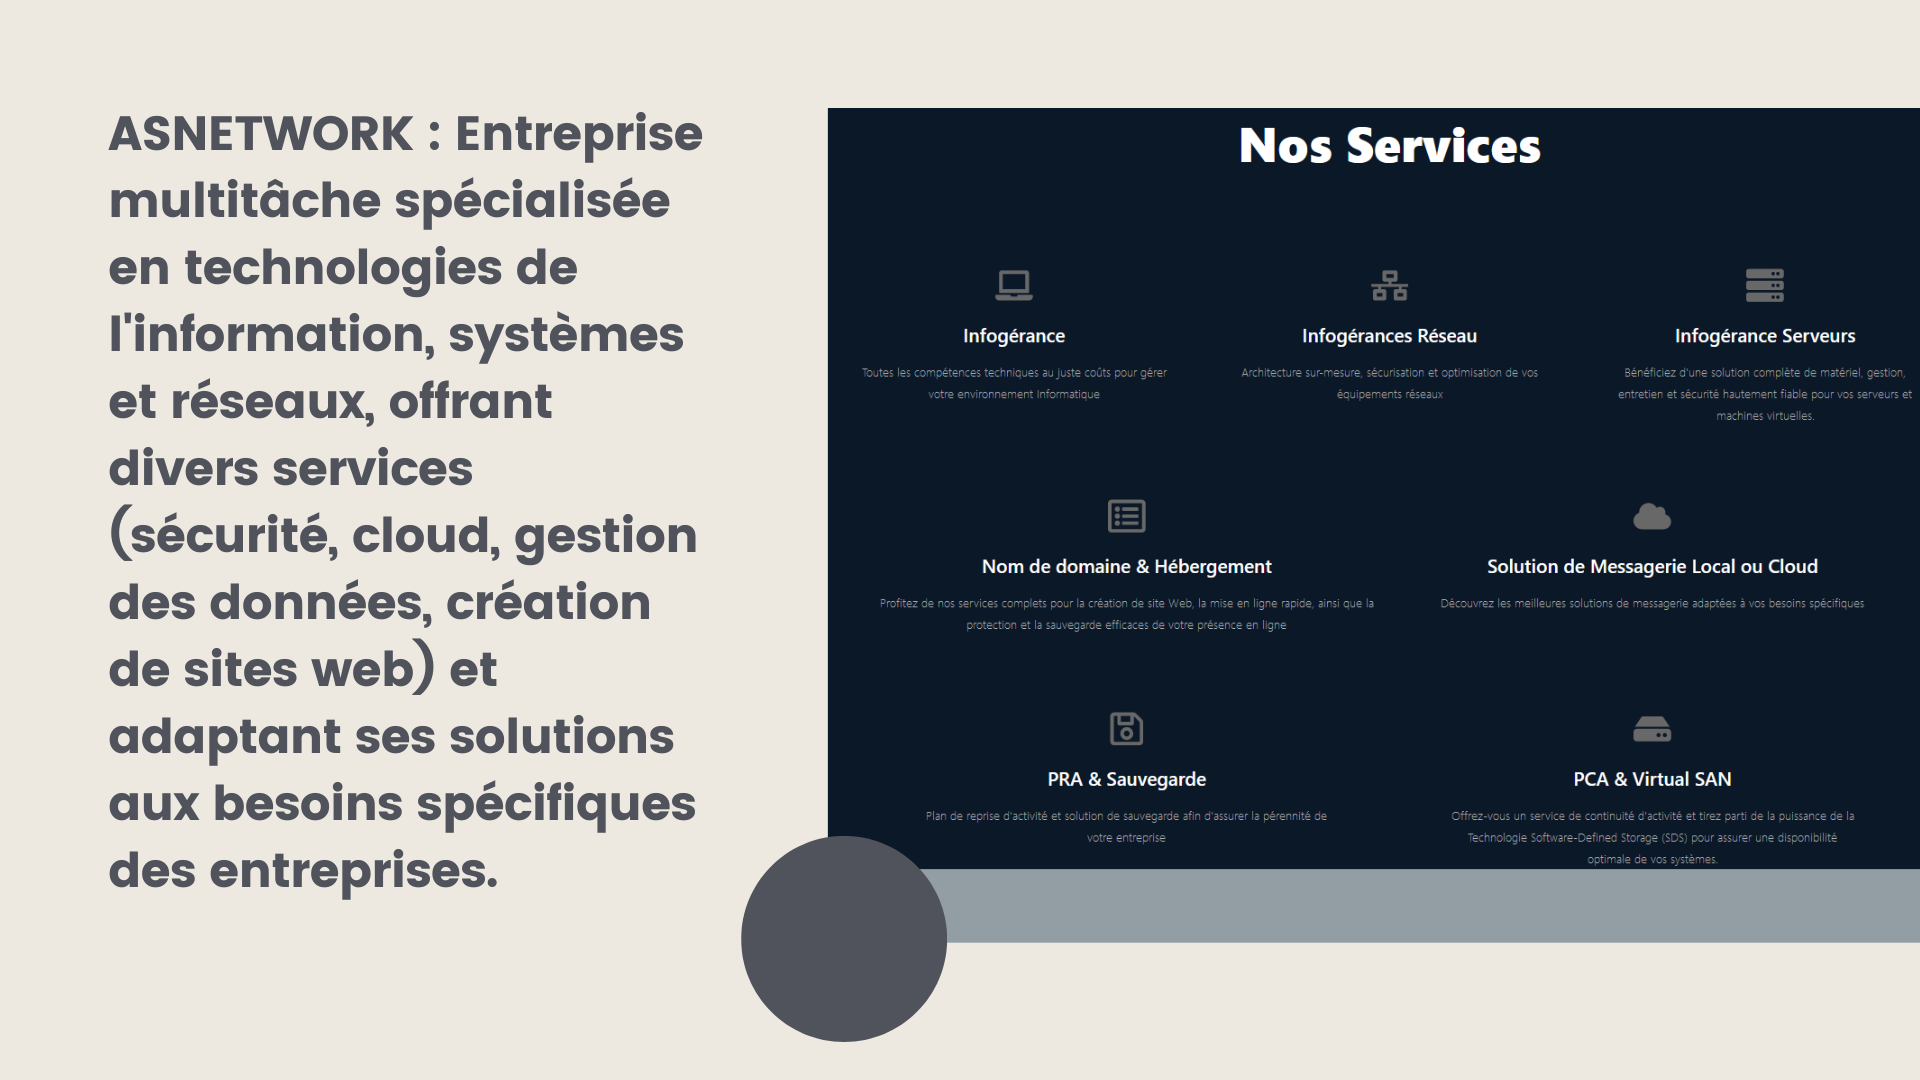 ASNETWORK : Entreprise
multitâche spécialisée
en technologies de
l'information, systèmes
et réseaux, offrant
divers services
(sécurité, cloud, gestion
des données, création
de sites web) et
adaptant ses solutions
aux besoins spécifiques
des entreprises.
Nos Services
Infogérance
Toutes les compétences techniques au juste coûts pour gérer
votre environnement Informatique
Infogérances Réseau
Architecture sur-mesure, sécurisation et optimisation de vos
équipements réseaux
Infogérance Serveurs
Bénéficiez d'une solution complète de matériel, gestion,
entretien et sécurité hautement fiable pour vos serveurs et
machines virtuelles.
Nom de domaine & Hébergement
Profitez de nos services complets pour la création de site Web, la mise en ligne rapide, ainsi que la
protection et la sauvegarde efficaces de votre présence en ligne
Solution de Messagerie Local ou Cloud
Découvrez les meilleures solutions de messagerie adaptées à vos besoins spécifiques
PRA & Sauvegarde
Plan de reprise d'activité et solution de sauvegarde afin d'assurer la pérennité de
votre entreprise
PCA & Virtual SAN
Offrez-vous un service de continuité d'activité et tirez parti de la puissance de la
Technologie Software-Defined Storage (SDS) pour assurer une disponibilité
optimale de vos systèmes.